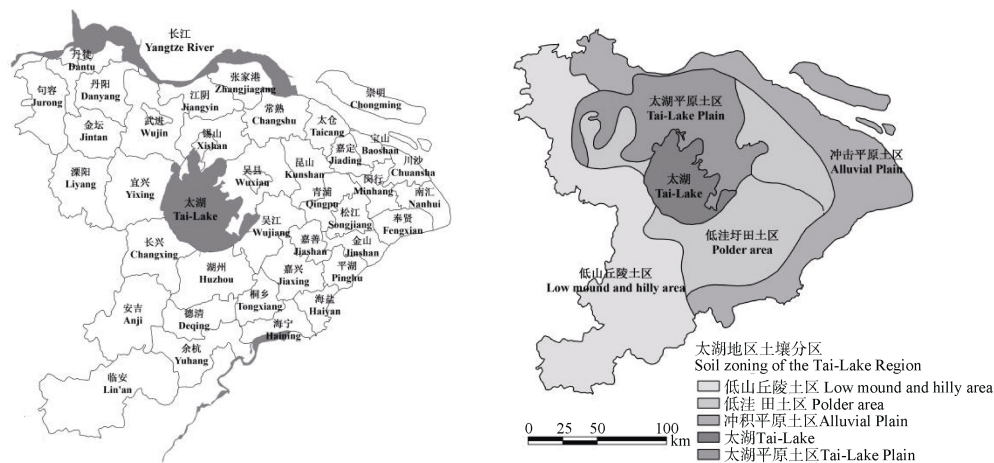 长江
Yangtze River
丹徒
Dantu
句容
Jurong
丹阳
Danyang
江阴
Jiangyin
张家港
Zhangjiagang
崇明
Chongming
金坛
Jintan
武进
Wujin
锡山
Xishan
常熟
Changshu
太仓
Taicang
宝山
Baoshan
嘉定
Jiading
川沙
Chuansha
溧阳
Liyang
宜兴
Yixing
太湖
Tai-Lake
吴县
Wuxian
昆山
Kunshan
闵行
Minhang
南汇
Nanhui
青浦
Qingpu
松江
Songjiang
奉贤
Fengxian
吴江
Wujiang
嘉善
Jiashan
金山
Jinshan
长兴
Changxing
湖州
Huzhou
嘉兴
Jiaxing
平湖
Pinghu
桐乡
Tongxiang
海盐
Haiyan
安吉
Anji
德清
Deqing
海宁
Haining
余杭
Yuhang
临安
Lin'an
太湖平原土区
Tai-Lake Plain
冲击平原土区
Alluvial Plain
太湖
Tai-Lake
低洼圩田土区
Polder area
低山丘陵土区
Low mound and hilly area
太湖地区土壤分区
Soil zoning of the Tai-Lake Region
低山丘陵土区 Low mound and hilly area
低洼 田土区 Polder area
冲积平原土区Alluvial Plain
太湖Tai-Lake
太湖平原土区Tai-Lake Plain
0 25 50 100
km